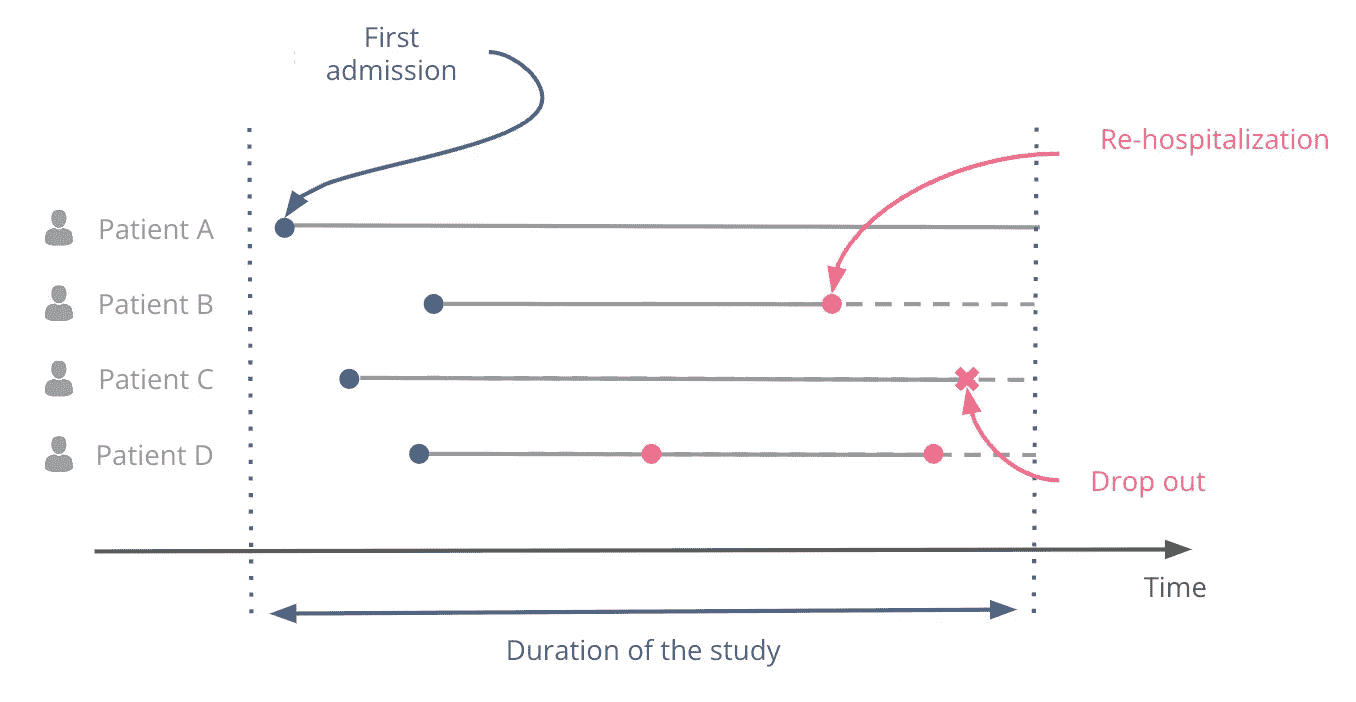 First
admission
Re-hospitalization
Patient A
Patient B
Patient C
Patient D
Drop out
Time
Duration of the study